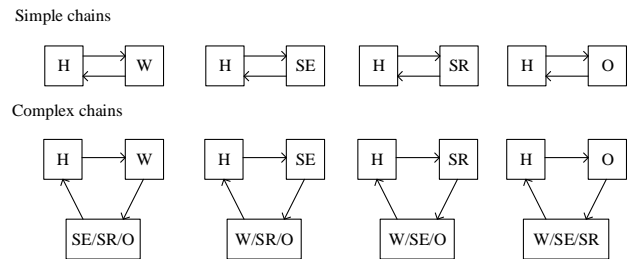 Simple chains
H W H SE H SR H O
Complex chains
H W H SE H SR H O
SE/SR/O W/SR/O W/SE/O W/SE/SR